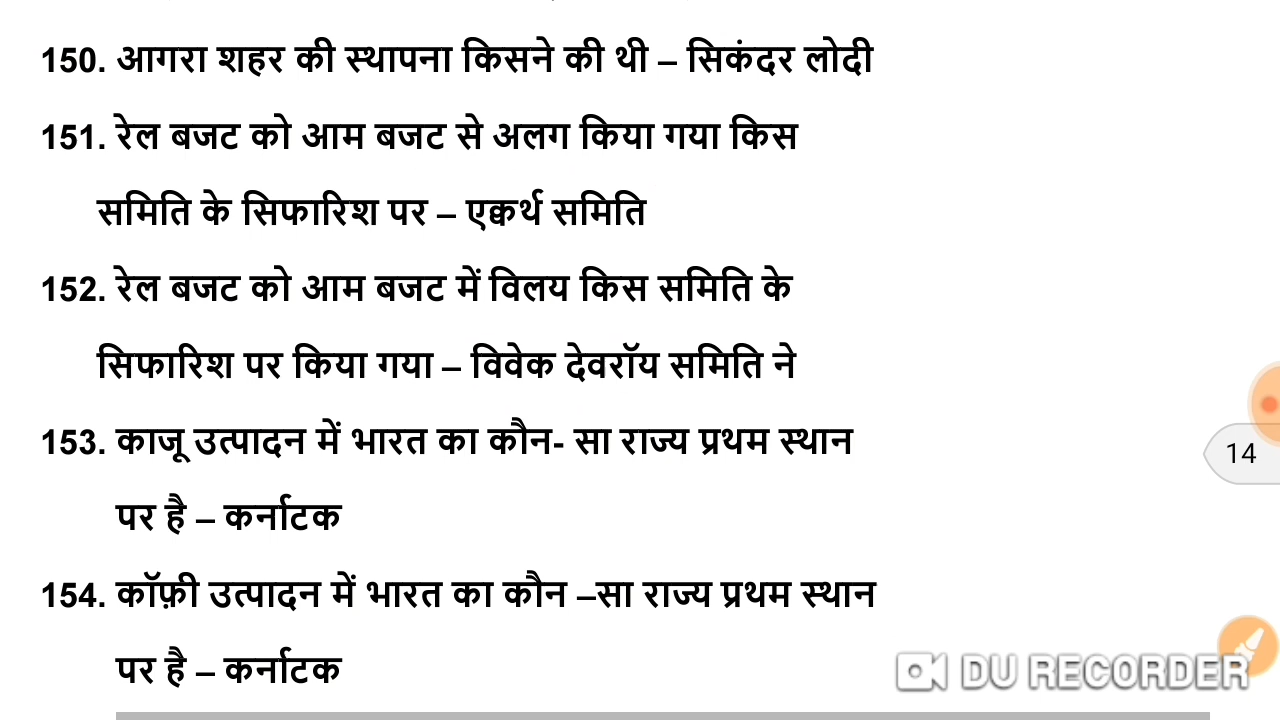 150. आगरा शहर की स्थापना किसने की थी – सिकंदर लोदी
151. रेल बजट को आम बजट से अलग किया गया किस
समिति के सिफारिश पर – एक्वर्थ समिति
152. रेल बजट को आम बजट में विलय किस समिति के
सिफारिश पर किया गया – विवेक देवरॉय समिति ने
153. काजू उत्पादन में भारत का कौन- सा राज्य प्रथम स्थान
पर है – कर्नाटक
14
154. कॉफ़ी उत्पादन में भारत का कौन –सा राज्य प्रथम स्थान
पर है – कर्नाटक
DU RECORDER